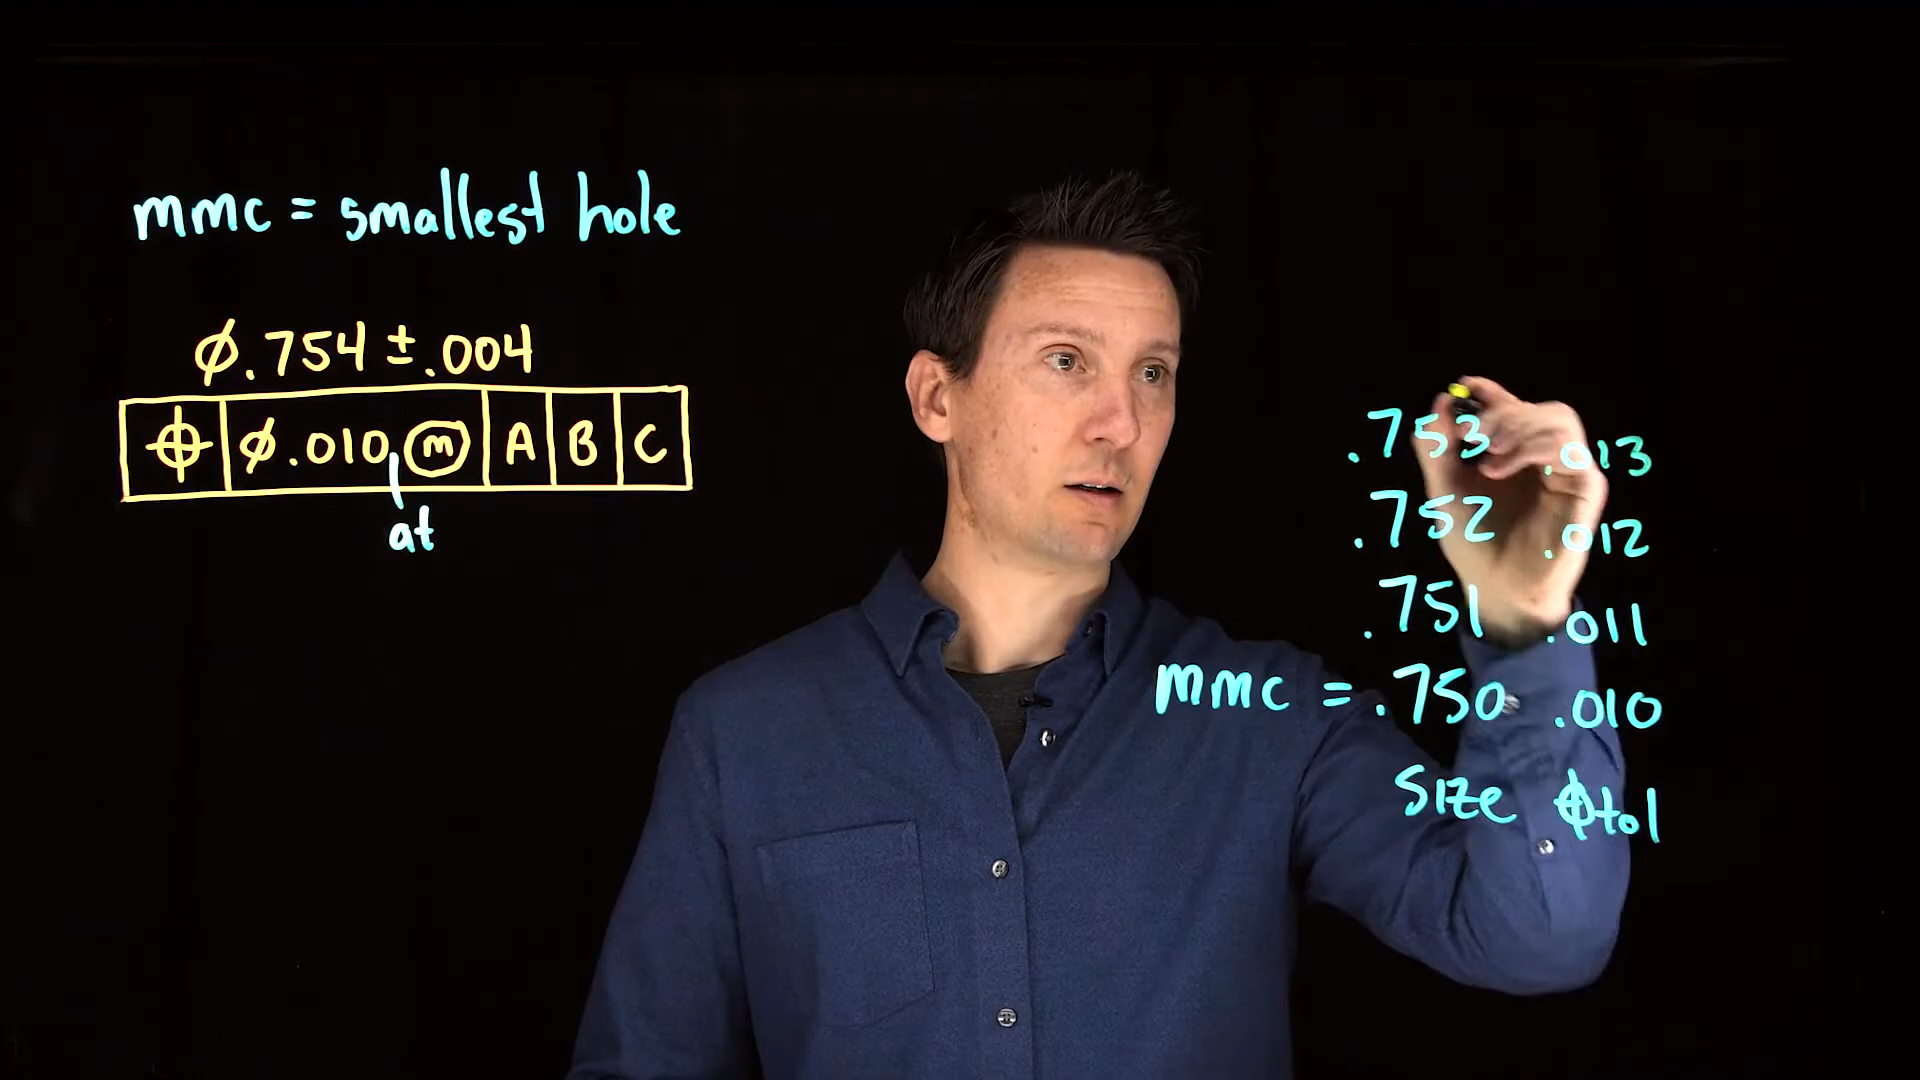 mmc = smallest hole
⌀.754 ± .004
⌖ ⌀.010 Ⓜ A B C
at
.753 .013
.752 .012
.751 .011
mmc = .750 .010
size ⌖tol